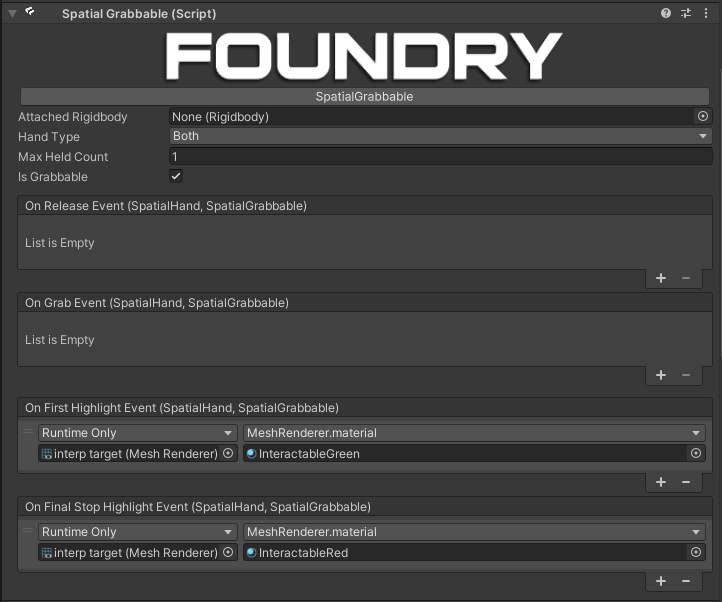 Spatial Grabbable (Script)
FOUNDRY
SpatialGrabbable
Attached Rigidbody None (Rigidbody)
Hand Type Both
Max Held Count 1
Is Grabbable
On Release Event (SpatialHand, SpatialGrabbable)
List is Empty
+ −
On Grab Event (SpatialHand, SpatialGrabbable)
List is Empty
+ −
On First Highlight Event (SpatialHand, SpatialGrabbable)
Runtime Only MeshRenderer.material
interp target (Mesh Renderer) InteractableGreen
+ −
On Final Stop Highlight Event (SpatialHand, SpatialGrabbable)
Runtime Only MeshRenderer.material
interp target (Mesh Renderer) InteractableRed
+ −